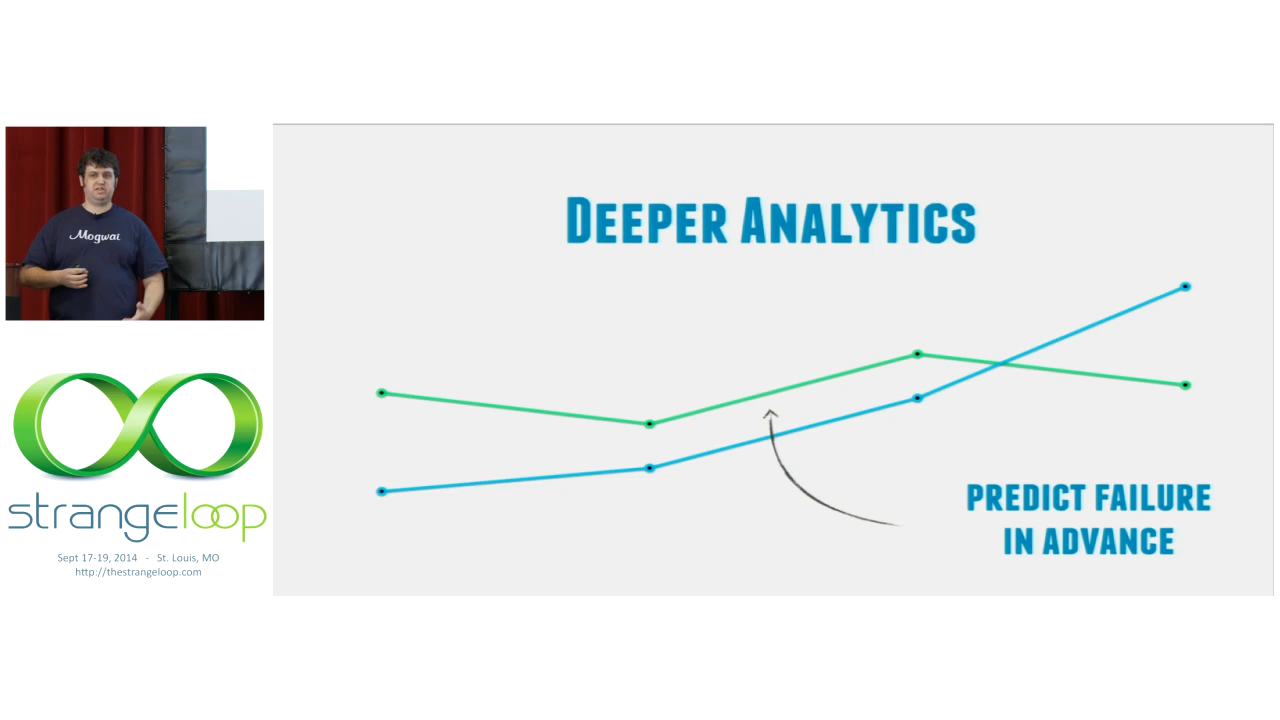 Mogwai
strangeloop
Sept 17-19, 2014 - St. Louis, MO
http://thestrangeloop.com
DEEPER ANALYTICS
PREDICT FAILURE
IN ADVANCE